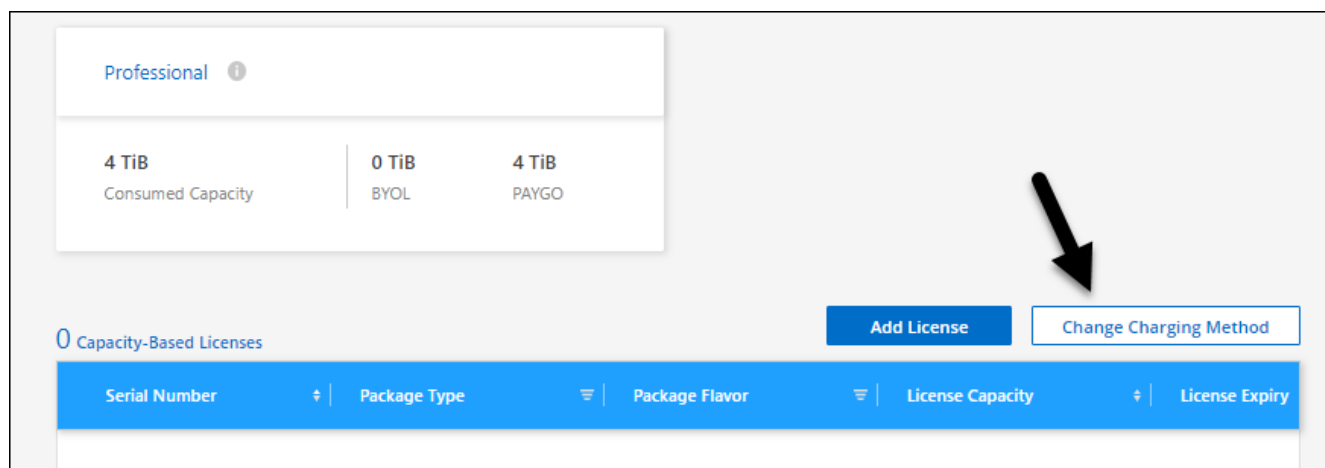 Professional
4 TiB 0 TiB 4 TiB
Consumed Capacity BYOL PAYGO
Add License Change Charging Method
0 Capacity-Based Licenses
Serial Number Package Type Package Flavor License Capacity License Expiry